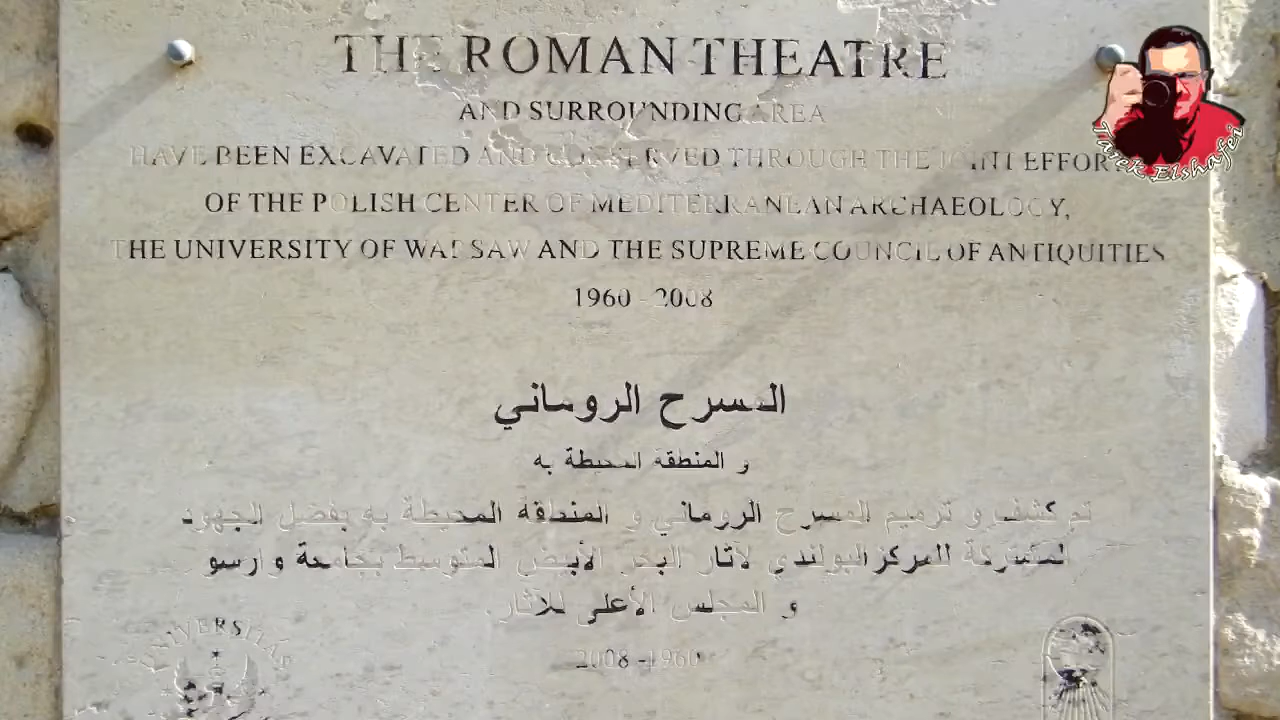 THE ROMAN THEATRE
AND SURROUNDING AREA
HAVE BEEN EXCAVATED AND CONSERVED THROUGH THE JOINT EFFORT
OF THE POLISH CENTER OF MEDITERRANEAN ARCHAEOLOGY,
THE UNIVERSITY OF WARSAW AND THE SUPREME COUNCIL OF ANTIQUITIES
1960 - 2008
المسرح الروماني
و المنطقة المحيطة به
تم كشف و ترميم المسرح الروماني و المنطقة المحيطة به بفضل الجهود
المشتركة للمركز البولندي لآثار البحر الأبيض المتوسط بجامعة وارسو
و المجلس الأعلى للآثار.
2008 -1960
UNIVERSITAS
Tarek Elshafei